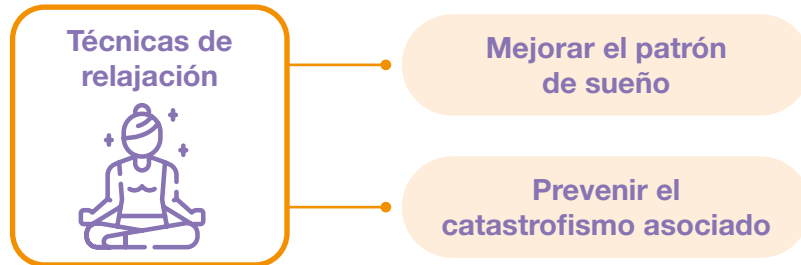 Técnicas de
relajación
Mejorar el patrón
de sueño
Prevenir el
catastrofismo asociado